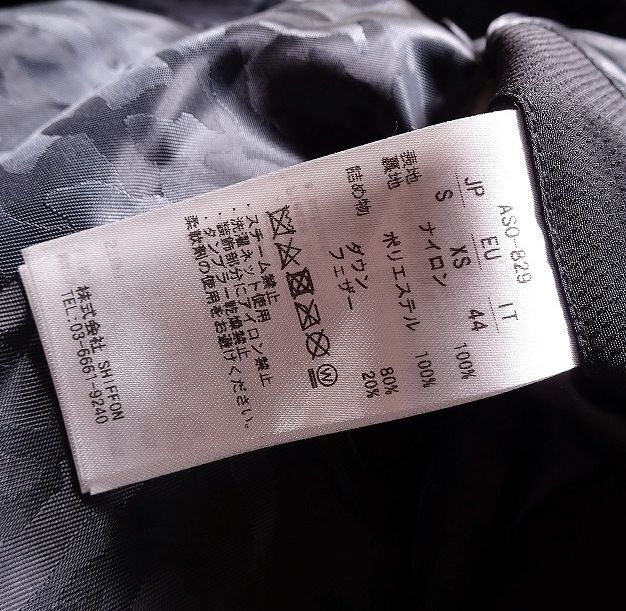 ASO-829
JP EU IT
S XS 44
表地 ナイロン 100%
裏地 ポリエステル 100%
詰め物 ダウン 80%
フェザー 20%
W
・スチーム禁止
・洗濯ネット使用
・装飾部分にアイロン禁止
・タンブラー乾燥禁止
柔軟剤の使用をお避けください。
株式会社 SHIFFON
TEL:03-6661-9240